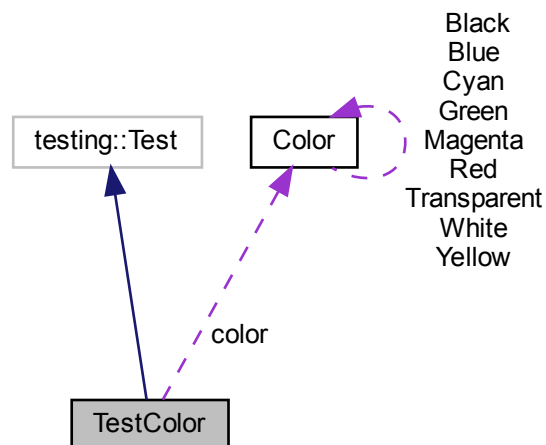 Black
Blue
Cyan
Green
Magenta
Red
Transparent
White
Yellow
testing::Test
Color
color
TestColor